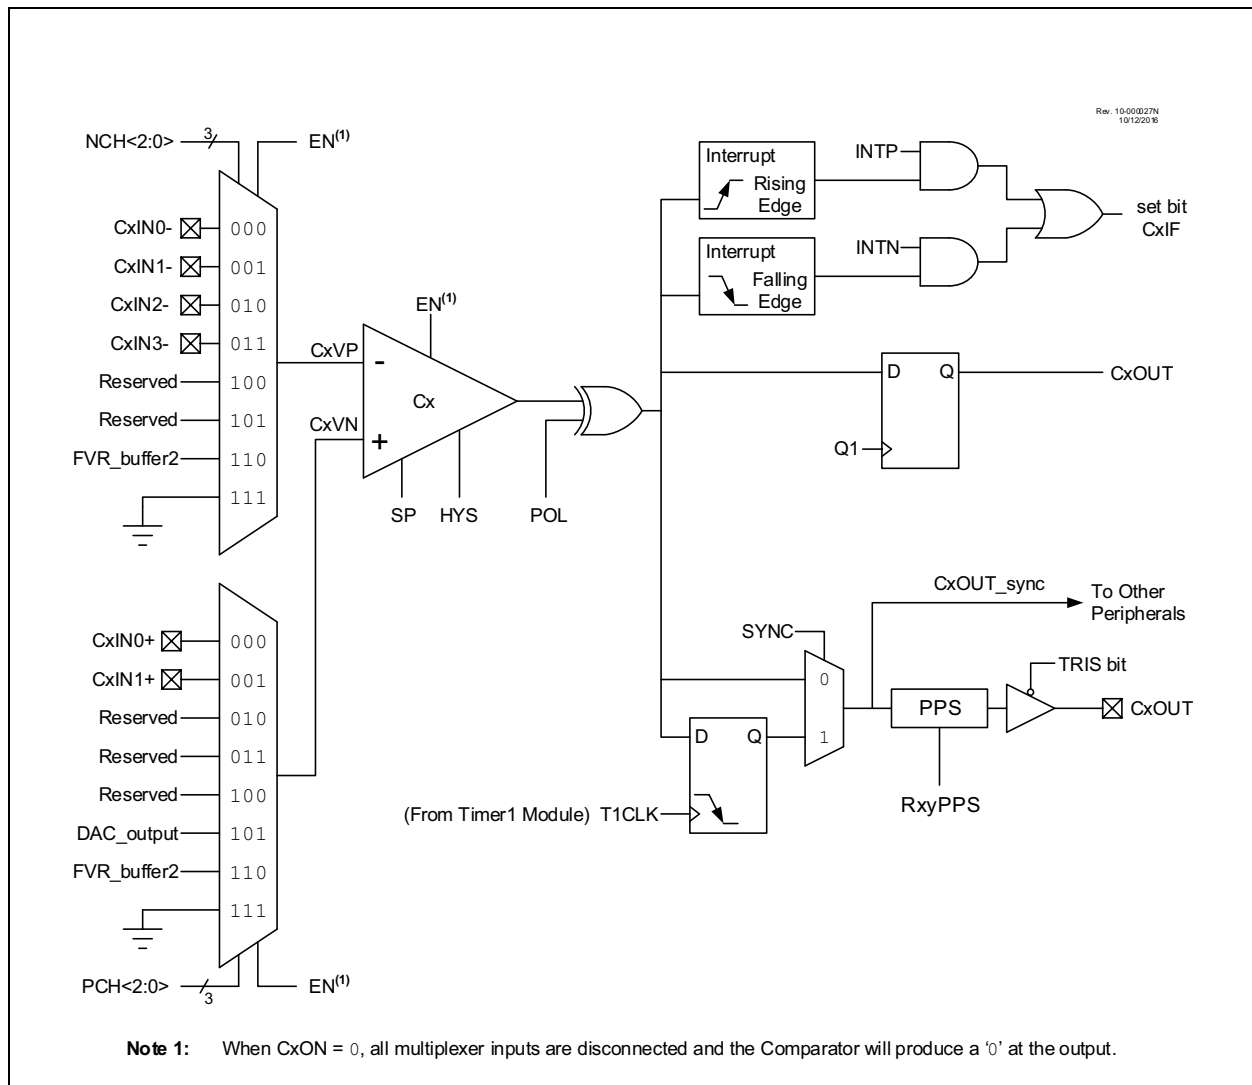 Rev. 10-000027N
10/12/2016
NCH<2:0>
3
EN(1)
CxIN0-
000
CxIN1-
001
CxIN2-
010
CxIN3-
011
Reserved
100
Reserved
101
FVR_buffer2
110
111
CxVP
CxVN
EN(1)
-
Cx
+
SP
HYS
POL
Interrupt
Rising
Edge
INTP
Interrupt
Falling
Edge
INTN
set bit
CxIF
D
Q
CxOUT
Q1
CxIN0+
000
CxIN1+
001
Reserved
010
Reserved
011
Reserved
100
DAC_output
101
FVR_buffer2
110
111
PCH<2:0>
3
EN(1)
CxOUT_sync
To Other
Peripherals
SYNC
0
1
TRIS bit
PPS
CxOUT
RxyPPS
D
Q
(From Timer1 Module) T1CLK
Note 1: When CxON = 0, all multiplexer inputs are disconnected and the Comparator will produce a ‘0’ at the output.